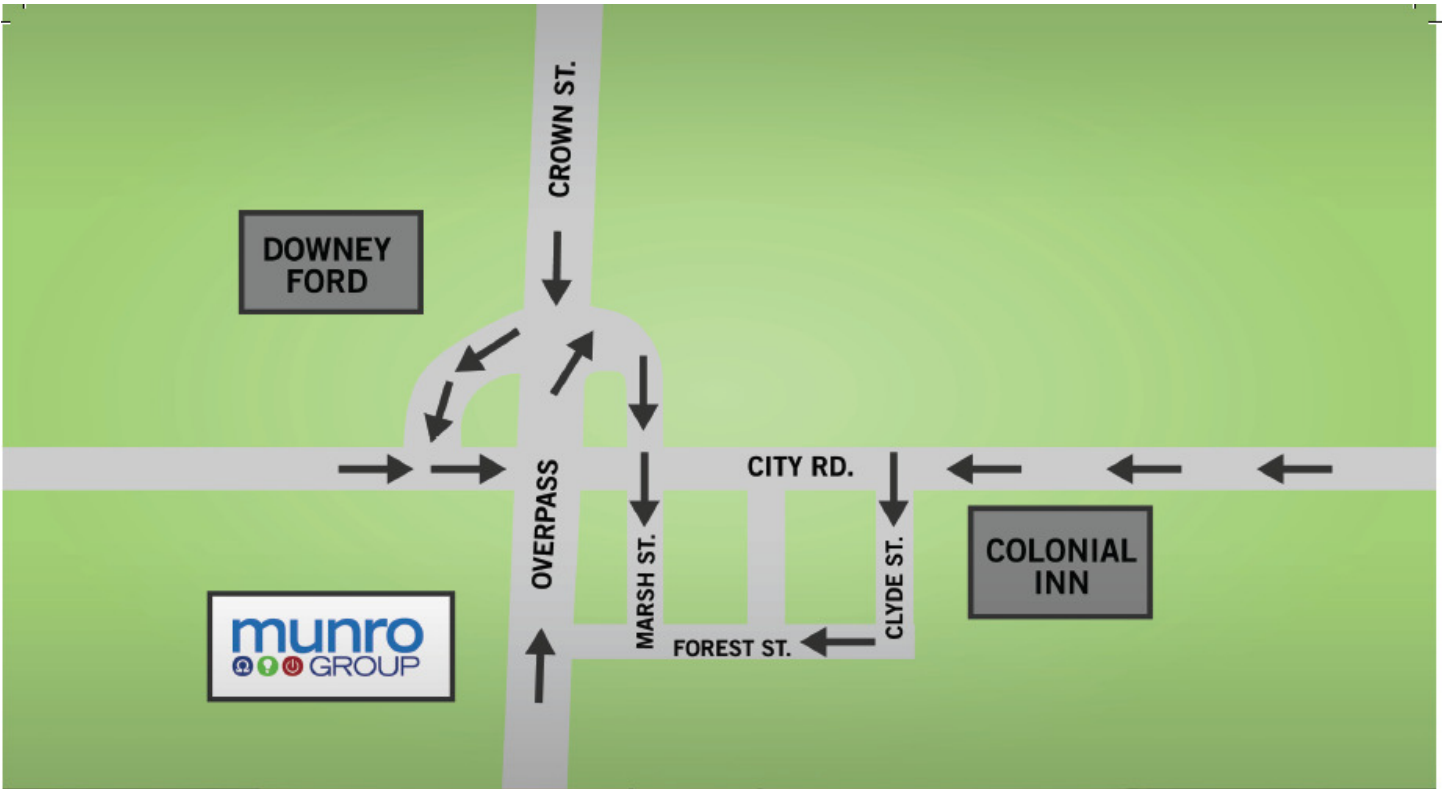 CROWN ST.
DOWNEY
FORD
CITY RD.
OVERPASS
MARSH ST.
CLYDE ST.
COLONIAL
INN
munro
GROUP
FOREST ST.